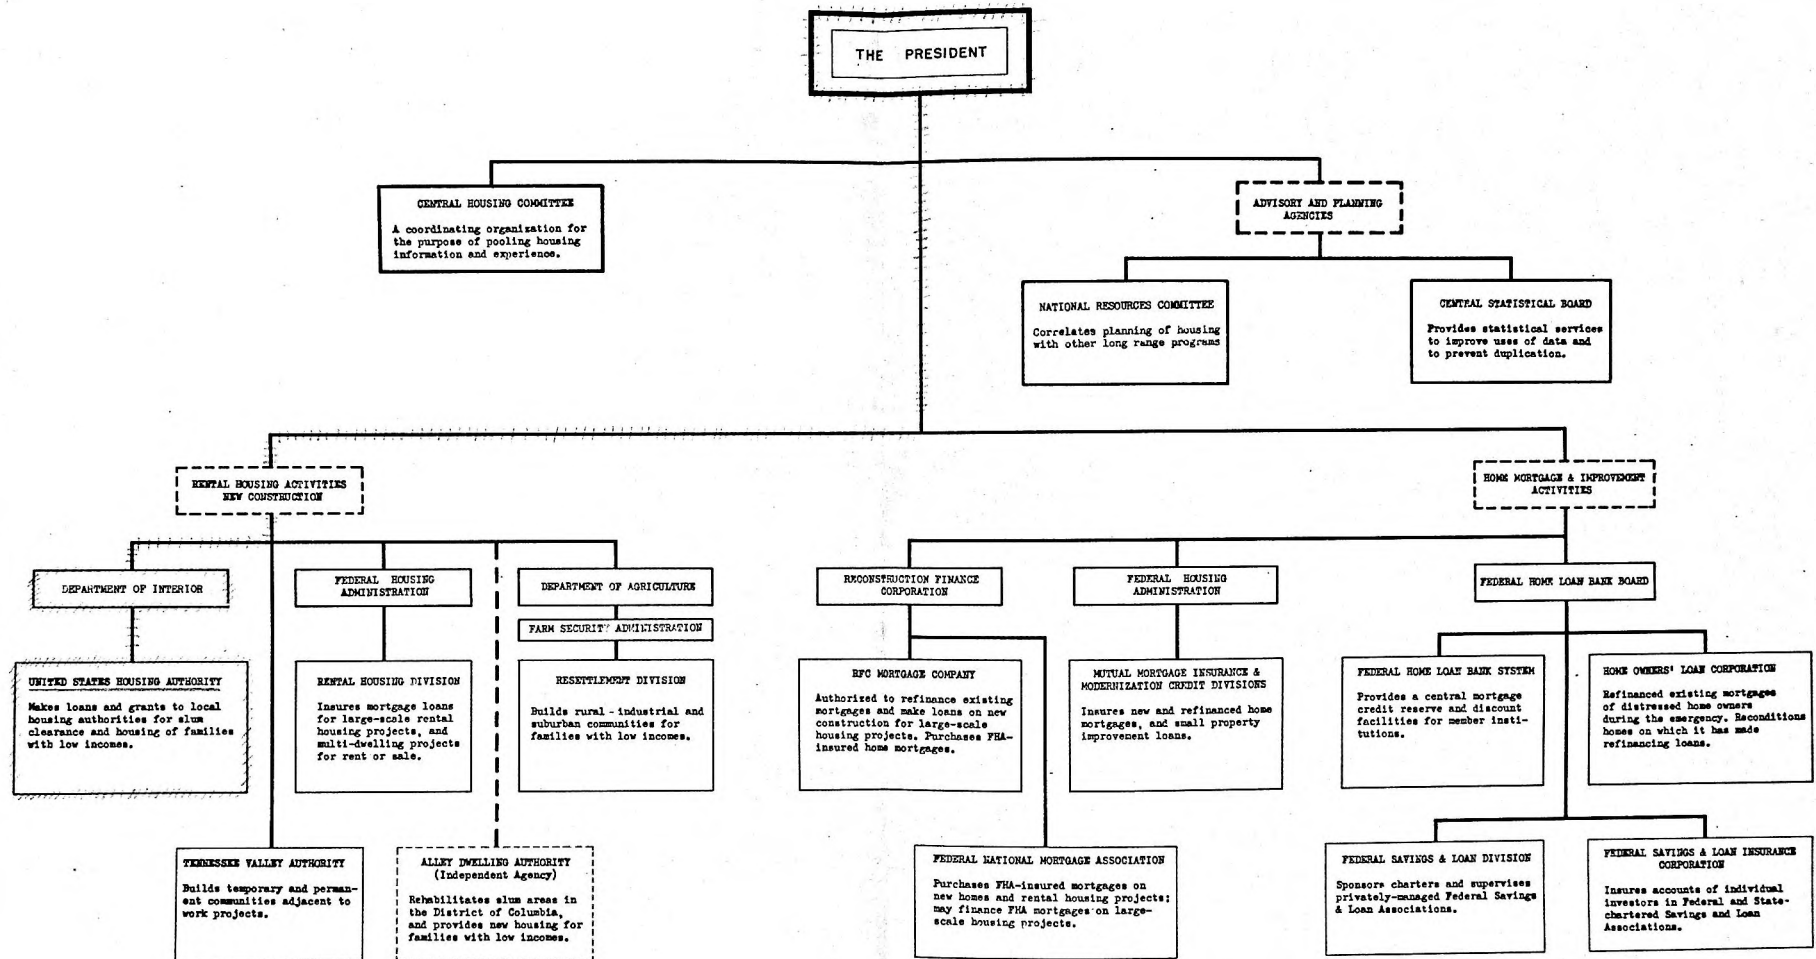 THE PRESIDENT
CENTRAL HOUSING COMMITTEE
A coordinating organization for
the purpose of pooling housing
information and experience.
ADVISORY AND PLANNING
AGENCIES
NATIONAL RESOURCES COMMITTEE
Correlates planning of housing
with other long range programs
CENTRAL STATISTICAL BOARD
Provides statistical services
to improve uses of data and
to prevent duplication.
RENTAL HOUSING ACTIVITIES
NEW CONSTRUCTION
HOME MORTGAGE & IMPROVEMENT
ACTIVITIES
DEPARTMENT OF INTERIOR
FEDERAL HOUSING
ADMINISTRATION
DEPARTMENT OF AGRICULTURE
FARM SECURITY ADMINISTRATION
RECONSTRUCTION FINANCE
CORPORATION
FEDERAL HOUSING
ADMINISTRATION
FEDERAL HOME LOAN BANK BOARD
UNITED STATES HOUSING AUTHORITY
Makes loans and grants to local
housing authorities for slum
clearance and housing of families
with low incomes.
RENTAL HOUSING DIVISION
Insures mortgage loans
for large-scale rental
housing projects, and
multi-dwelling projects
for rent or sale.
RESETTLEMENT DIVISION
Builds rural - industrial and
suburban communities for
families with low incomes.
RFC MORTGAGE COMPANY
Authorized to refinance existing
mortgages and make loans on new
construction for large-scale
housing projects. Purchases FHA-
insured home mortgages.
MUTUAL MORTGAGE INSURANCE &
MODERNIZATION CREDIT DIVISIONS
Insures new and refinanced home
mortgages, and small property
improvement loans.
FEDERAL HOME LOAN BANK SYSTEM
Provides a central mortgage
credit reserve and discount
facilities for member insti-
tutions.
HOME OWNERS' LOAN CORPORATION
Refinanced existing mortgages
of distressed home owners
during the emergency. Reconditions
homes on which it has made
refinancing loans.
TENNESSEE VALLEY AUTHORITY
Builds temporary and perman-
ent communities adjacent to
work projects.
ALLEY DWELLING AUTHORITY
(Independent Agency)
Rehabilitates slum areas in
the District of Columbia,
and provides new housing for
families with low incomes.
FEDERAL NATIONAL MORTGAGE ASSOCIATION
Purchases FHA-insured mortgages on
new homes and rental housing projects;
may finance FHA mortgages on large-
scale housing projects.
FEDERAL SAVINGS & LOAN DIVISION
Sponsors charters and supervises
privately-managed Federal Savings
& Loan Associations.
FEDERAL SAVINGS & LOAN INSURANCE
CORPORATION
Insures accounts of individual
investors in Federal and State-
chartered Savings and Loan
Associations.